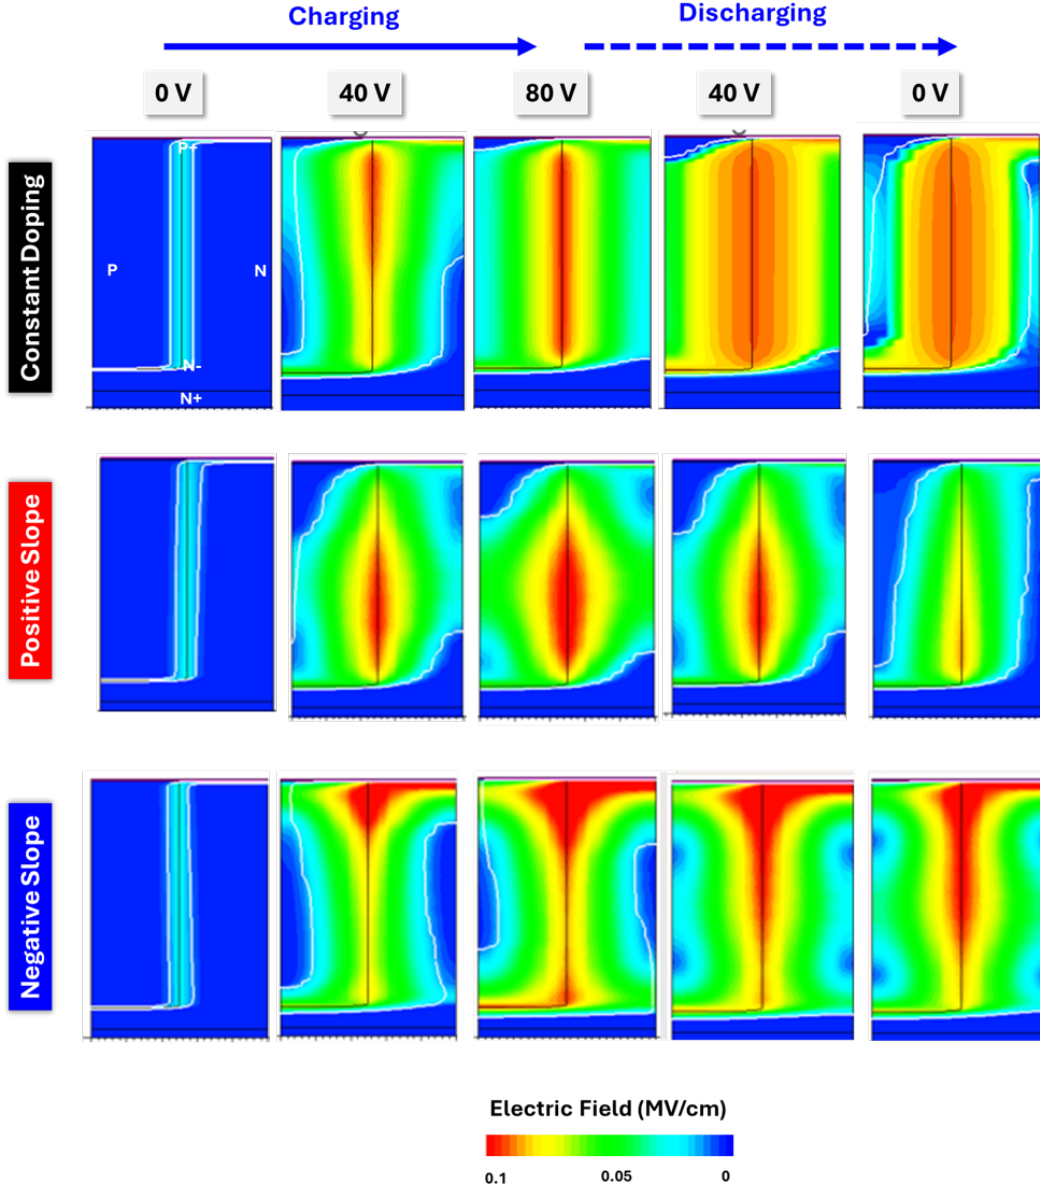 Charging
Discharging
0 V
40 V
80 V
40 V
0 V
Constant Doping
P+
P
N
N-
N+
Positive Slope
Negative Slope
Electric Field (MV/cm)
0.1
0.05
0